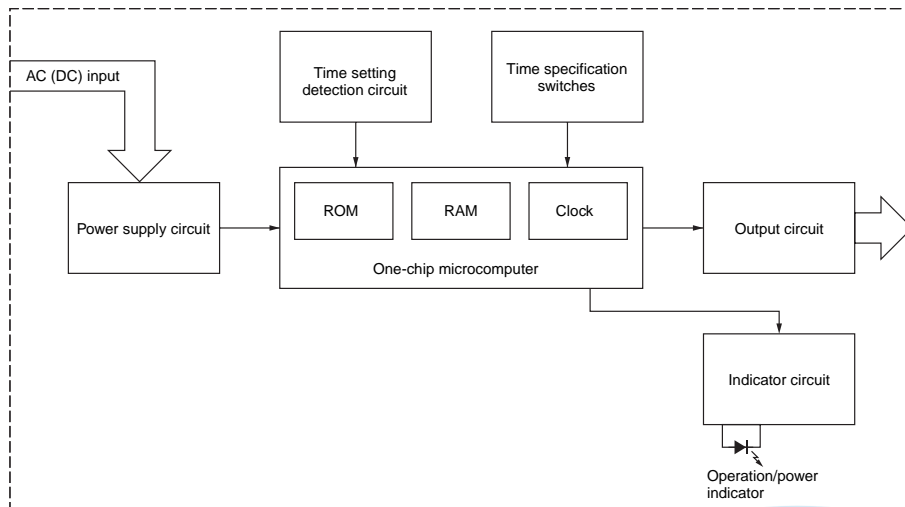 Time setting
detection circuit
Time specification
switches
AC (DC) input
ROM
RAM
Clock
Power supply circuit
Output circuit
One-chip microcomputer
Indicator circuit
Operation/power
indicator